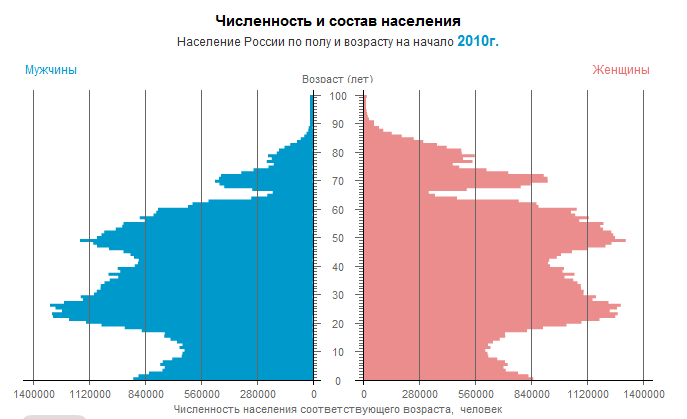 Численность и состав населения
Население России по полу и возрасту на начало 2010г.
Мужчины
Женщины
Возраст (лет)
100
90
80
70
60
50
40
30
20
10
0
1400000 1120000 840000 560000 280000 0 0 280000 560000 840000 1120000 1400000
Численность населения соответствующего возраста, человек